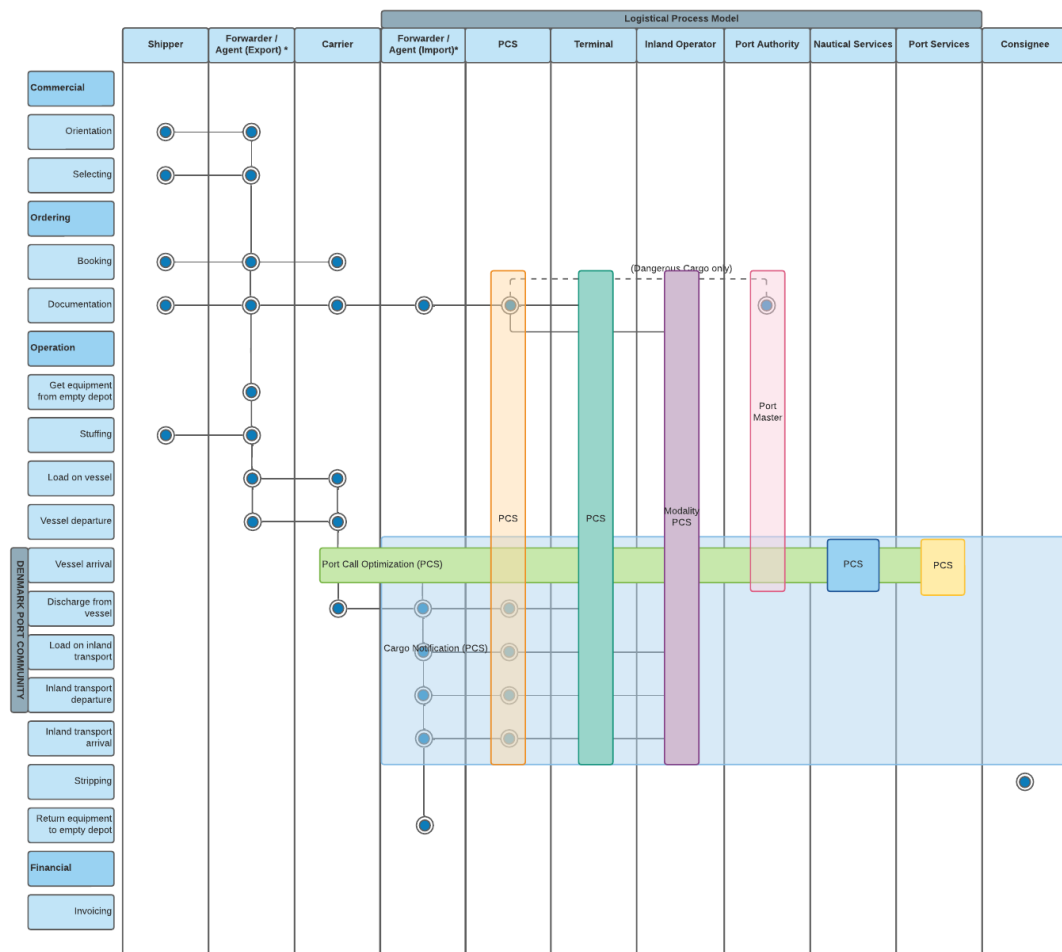 Logistical Process Model
Shipper
Forwarder /
Agent (Export) *
Carrier
Forwarder /
Agent (Import)*
PCS
Terminal
Inland Operator
Port Authority
Nautical Services
Port Services
Consignee
Commercial
Orientation
Selecting
Ordering
Booking
(Dangerous Cargo only)
Documentation
Operation
Get equipment
from empty depot
Port
Master
Stuffing
Load on vessel
Vessel departure
PCS
PCS
Modality
PCS
DENMARK PORT COMMUNITY
Vessel arrival
Port Call Optimization (PCS)
PCS
PCS
Discharge from
vessel
Load on inland
transport
Cargo Notification (PCS)
Inland transport
departure
Inland transport
arrival
Stripping
Return equipment
to empty depot
Financial
Invoicing